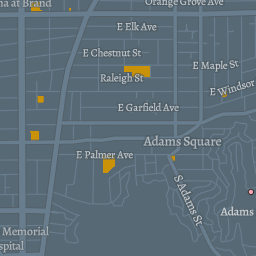 na at Brand
Orange Grove Ave
E Elk Ave
E Chestnut St
E Maple St
Raleigh St
E Windsor
E Garfield Ave
Adams Square
E Palmer Ave
S Adams St
Adams
Memorial
spital